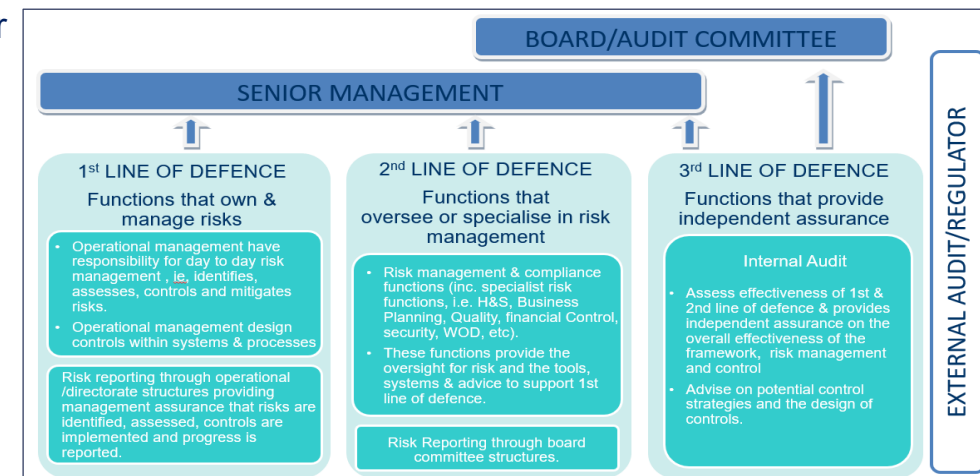 r
BOARD/AUDIT COMMITTEE
SENIOR MANAGEMENT
1st LINE OF DEFENCE
Functions that own &
manage risks
• Operational management have
responsibility for day to day risk
management , ie, identifies,
assesses, controls and mitigates
risks.
• Operational management design
controls within systems & processes
Risk reporting through operational
/directorate structures providing
management assurance that risks are
identified, assessed, controls are
implemented and progress is
reported.
2nd LINE OF DEFENCE
Functions that
oversee or specialise in risk
management
• Risk management & compliance
functions (inc. specialist risk
functions, i.e. H&S, Business
Planning, Quality, financial Control,
security, WOD, etc).
• These functions provide the
oversight for risk and the tools,
systems & advice to support 1st
line of defence.
Risk Reporting through board
committee structures.
3rd LINE OF DEFENCE
Functions that provide
independent assurance
Internal Audit
• Assess effectiveness of 1st &
2nd line of defence & provides
independent assurance on the
overall effectiveness of the
framework, risk management
and control
• Advise on potential control
strategies and the design of
controls.
EXTERNAL AUDIT/REGULATOR